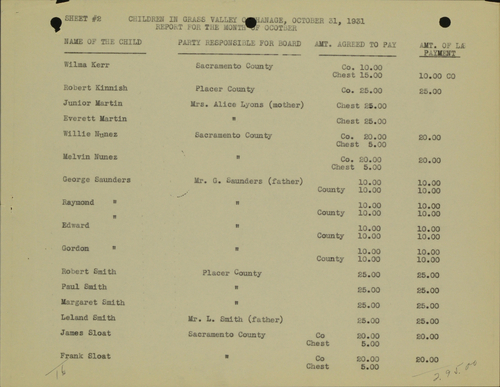 SHEET #2 CHILDREN IN GRASS VALLEY ORPHANAGE, OCTOBER 31, 1931
REPORT FOR THE MONTH OF OCOTBER
NAME OF THE CHILD PARTY RESPONSIBLE FOR BOARD AMT. AGREED TO PAY AMT. OF LA
PAYMENT
Wilma Kerr Sacramento County Co. 10.00
Chest 15.00 10.00 CO
Robert Kinnish Placer County Co. 25.00 25.00
Junior Martin Mrs. Alice Lyons (mother) Chest 25.00
Everett Martin " Chest 25.00
Willie Nunez Sacramento County Co. 20.00 20.00
Chest 5.00
Melvin Nunez " Co. 20.00 20.00
Chest 5.00
George Saunders Mr. G. Saunders (father) 10.00 10.00
County 10.00 10.00
Raymond " " 10.00 10.00
" County 10.00 10.00
Edward " 10.00 10.00
County 10.00 10.00
Gordon " " 10.00 10.00
County 10.00 10.00
Robert Smith Placer County 25.00 25.00
Paul Smith " 25.00 25.00
Margaret Smith " 25.00 25.00
Leland Smith Mr. L. Smith (father) 25.00 25.00
James Sloat Sacramento County Co 20.00 20.00
Chest 5.00
Frank Sloat " Co 20.00 20.00
Chest 5.00
16 295.00